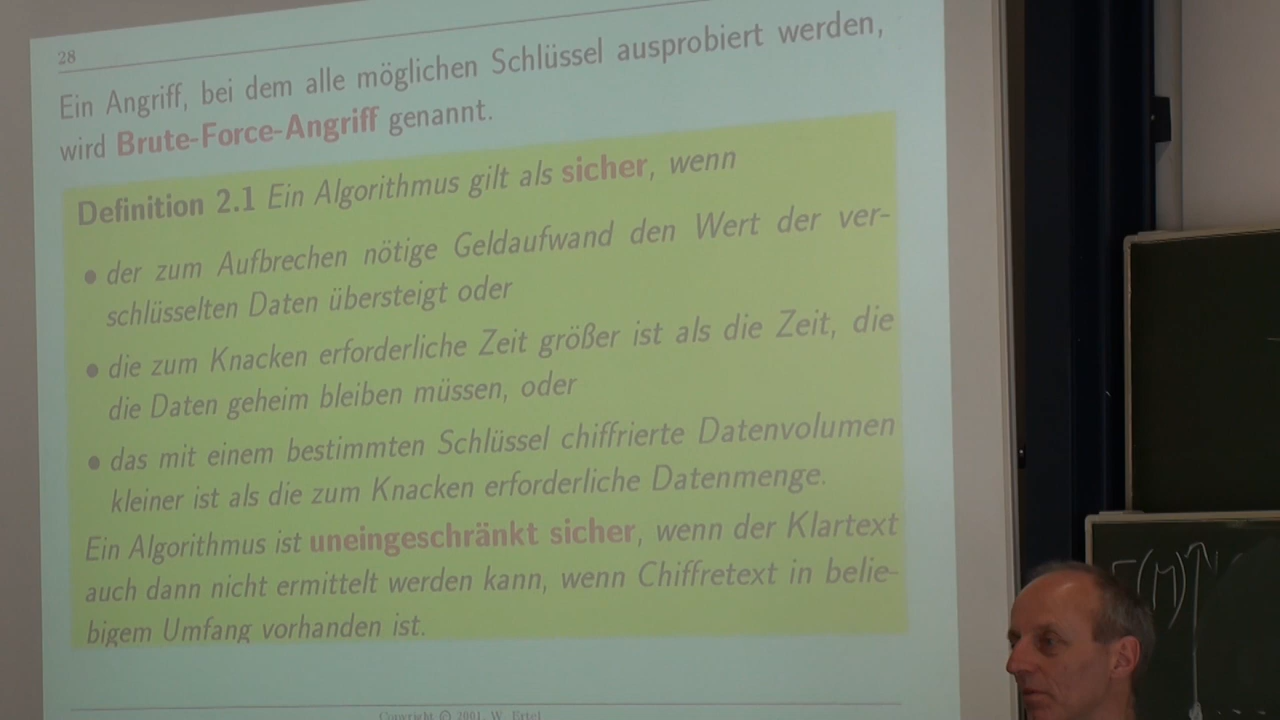 28
Ein Angriff, bei dem alle möglichen Schlüssel ausprobiert werden,
wird Brute-Force-Angriff genannt.
Definition 2.1 Ein Algorithmus gilt als sicher, wenn
• der zum Aufbrechen nötige Geldaufwand den Wert der ver-
schlüsselten Daten übersteigt oder
• die zum Knacken erforderliche Zeit größer ist als die Zeit, die
die Daten geheim bleiben müssen, oder
• das mit einem bestimmten Schlüssel chiffrierte Datenvolumen
kleiner ist als die zum Knacken erforderliche Datenmenge.
Ein Algorithmus ist uneingeschränkt sicher, wenn der Klartext
auch dann nicht ermittelt werden kann, wenn Chiffretext in belie-
bigem Umfang vorhanden ist.
Copyright © 2001, W. Ertel